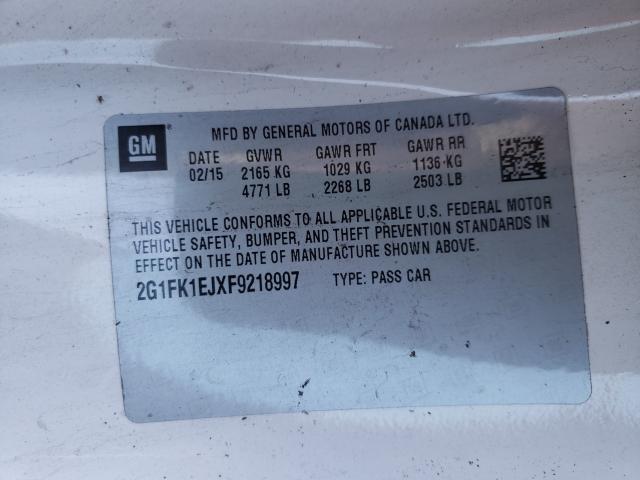 GM
MFD BY GENERAL MOTORS OF CANADA LTD.
DATE GVWR GAWR FRT GAWR RR
02/15 2165 KG 1029 KG 1136 KG
4771 LB 2268 LB 2503 LB
THIS VEHICLE CONFORMS TO ALL APPLICABLE U.S. FEDERAL MOTOR
VEHICLE SAFETY, BUMPER, AND THEFT PREVENTION STANDARDS IN
EFFECT ON THE DATE OF MANUFACTURE SHOWN ABOVE.
2G1FK1EJXF9218997 TYPE: PASS CAR